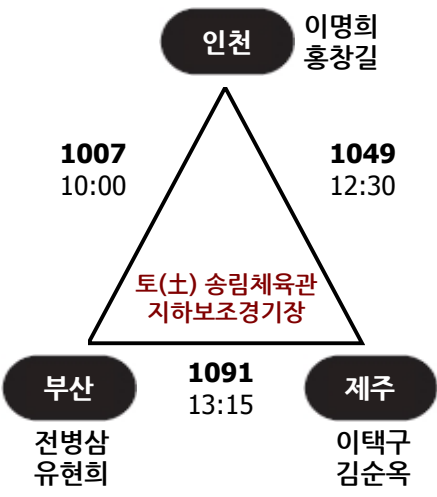 인천
이명희
홍창길
1007
10:00
1049
12:30
토(土) 송림체육관
지하보조경기장
부산
1091
13:15
제주
전병삼
유현희
이택구
김순옥